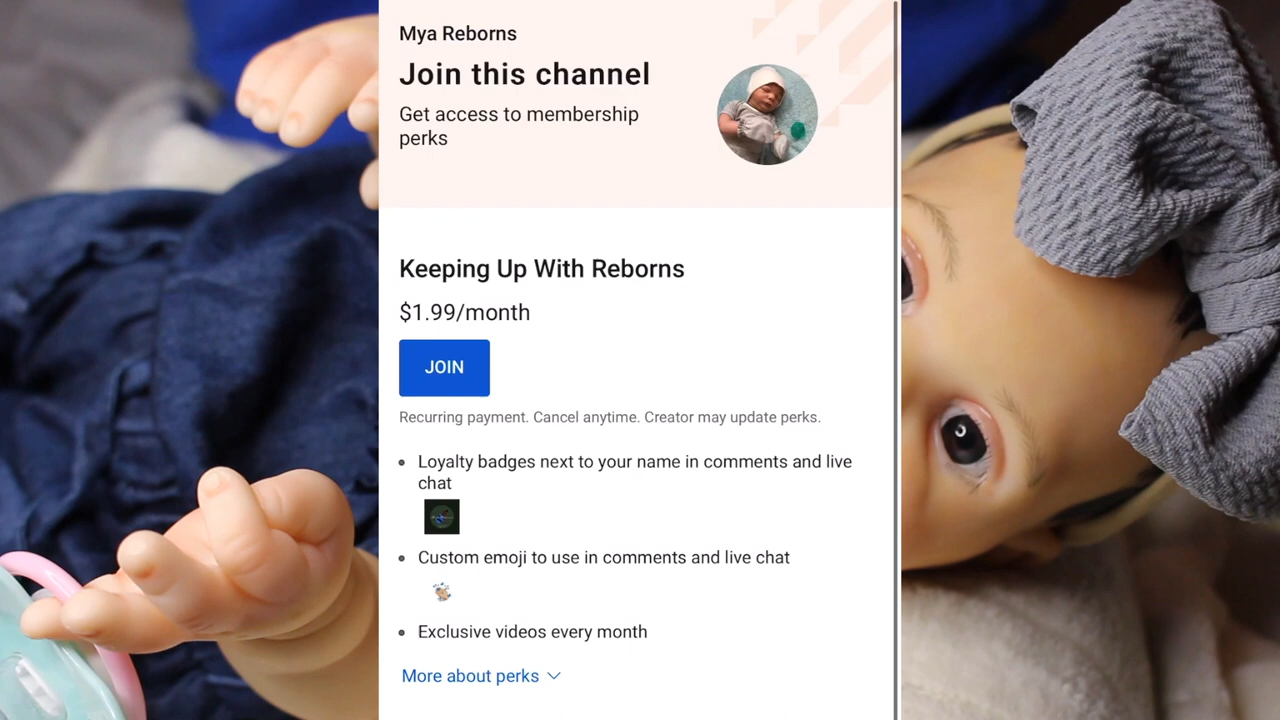 Mya Reborns
Join this channel
Get access to membership
perks
Keeping Up With Reborns
$1.99/month
JOIN
Recurring payment. Cancel anytime. Creator may update perks.
Loyalty badges next to your name in comments and live
chat
Custom emoji to use in comments and live chat
Exclusive videos every month
More about perks